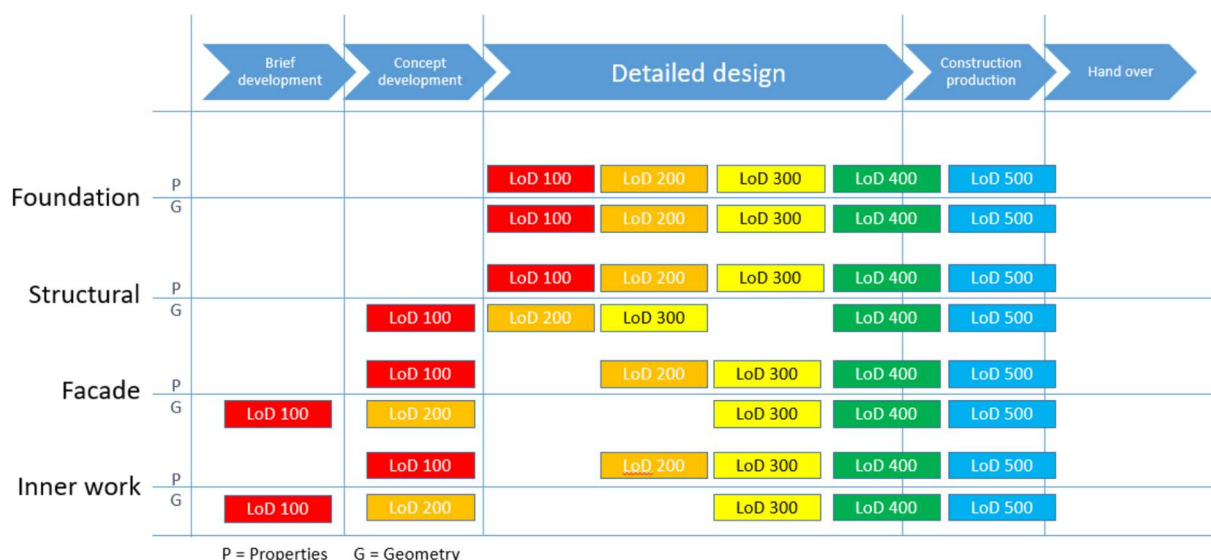 Brief development
Concept development
Detailed design
Construction production
Hand over
Foundation
P
LoD 100 LoD 200 LoD 300 LoD 400 LoD 500
G
LoD 100 LoD 200 LoD 300 LoD 400 LoD 500
Structural
P
LoD 100 LoD 200 LoD 300 LoD 400 LoD 500
G
LoD 100 LoD 200 LoD 300 LoD 400 LoD 500
Facade
P
LoD 100 LoD 200 LoD 300 LoD 400 LoD 500
G
LoD 100 LoD 200 LoD 300 LoD 400 LoD 500
Inner work
P
LoD 100 LoD 200 LoD 300 LoD 400 LoD 500
G
LoD 100 LoD 200 LoD 300 LoD 400 LoD 500
P = Properties G = Geometry